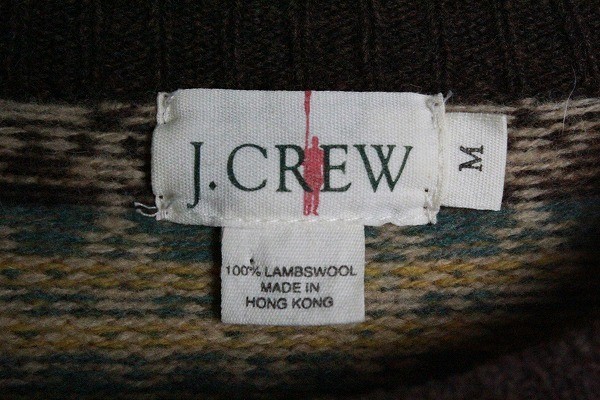 J.CREW
M
100% LAMBSWOOL
MADE IN
HONG KONG